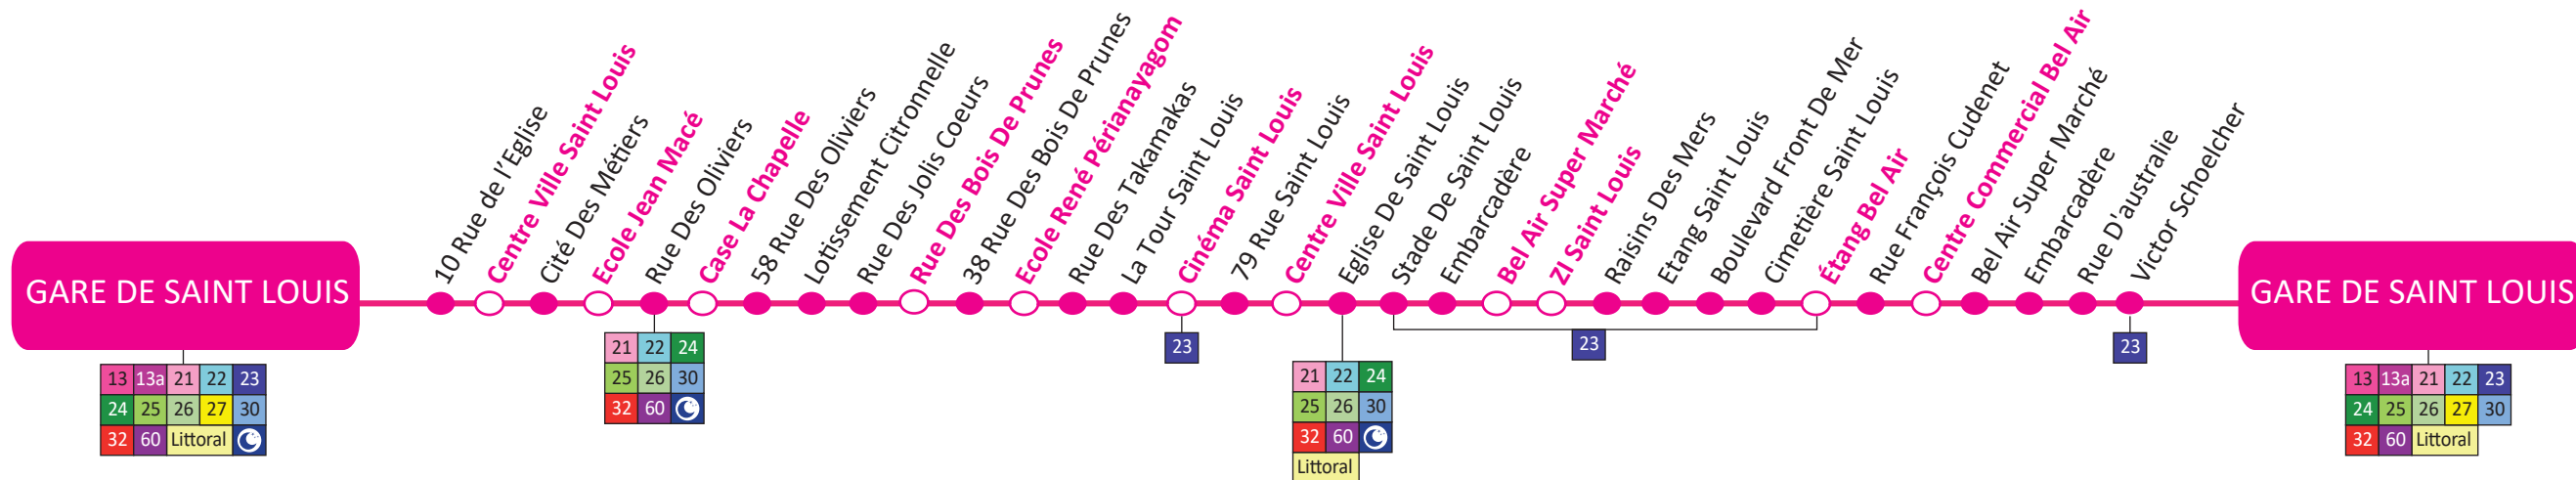 10 Rue de l'Eglise
Centre Ville Saint Louis
Cité Des Métiers
Ecole Jean Macé
Rue Des Oliviers
Case La Chapelle
58 Rue Des Oliviers
Lotissement Citronnelle
Rue Des Jolis Coeurs
Rue Des Bois De Prunes
38 Rue Des Bois De Prunes
Ecole René Périanayagom
Rue Des Takamakas
La Tour Saint Louis
Cinéma Saint Louis
79 Rue Saint Louis
Centre Ville Saint Louis
Eglise De Saint Louis
Stade De Saint Louis
Embarcadère
Bel Air Super Marché
ZI Saint Louis
Raisins Des Mers
Etang Saint Louis
Boulevard Front De Mer
Cimetière Saint Louis
Étang Bel Air
Rue François Cudenet
Centre Commercial Bel Air
Bel Air Super Marché
Embarcadère
Rue D'australie
Victor Schoelcher
GARE DE SAINT LOUIS
GARE DE SAINT LOUIS
13 13a 21 22 23
24 25 26 27 30
32 60 Littoral
21 22 24
25 26 30
32 60
23
21 22 24
25 26 30
32 60
Littoral
23
23
13 13a 21 22 23
24 25 26 27 30
32 60 Littoral